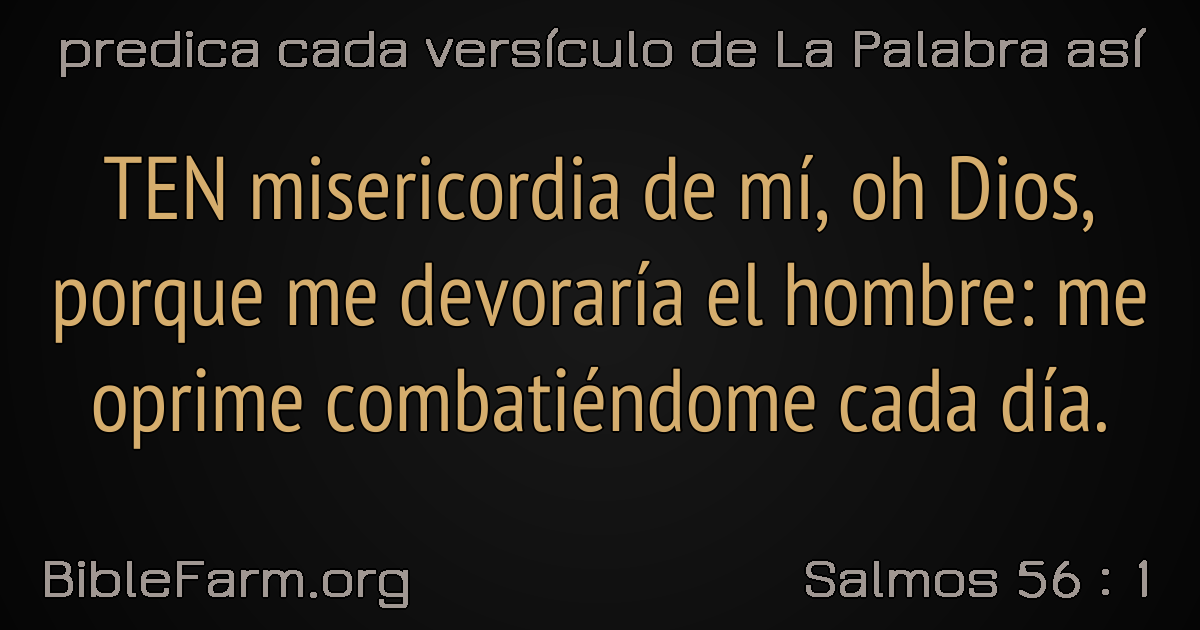 predica cada versículo de La Palabra así
TEN misericordia de mí, oh Dios,
porque me devoraría el hombre: me
oprime combatiéndome cada día.
BibleFarm.org
Salmos 56 : 1